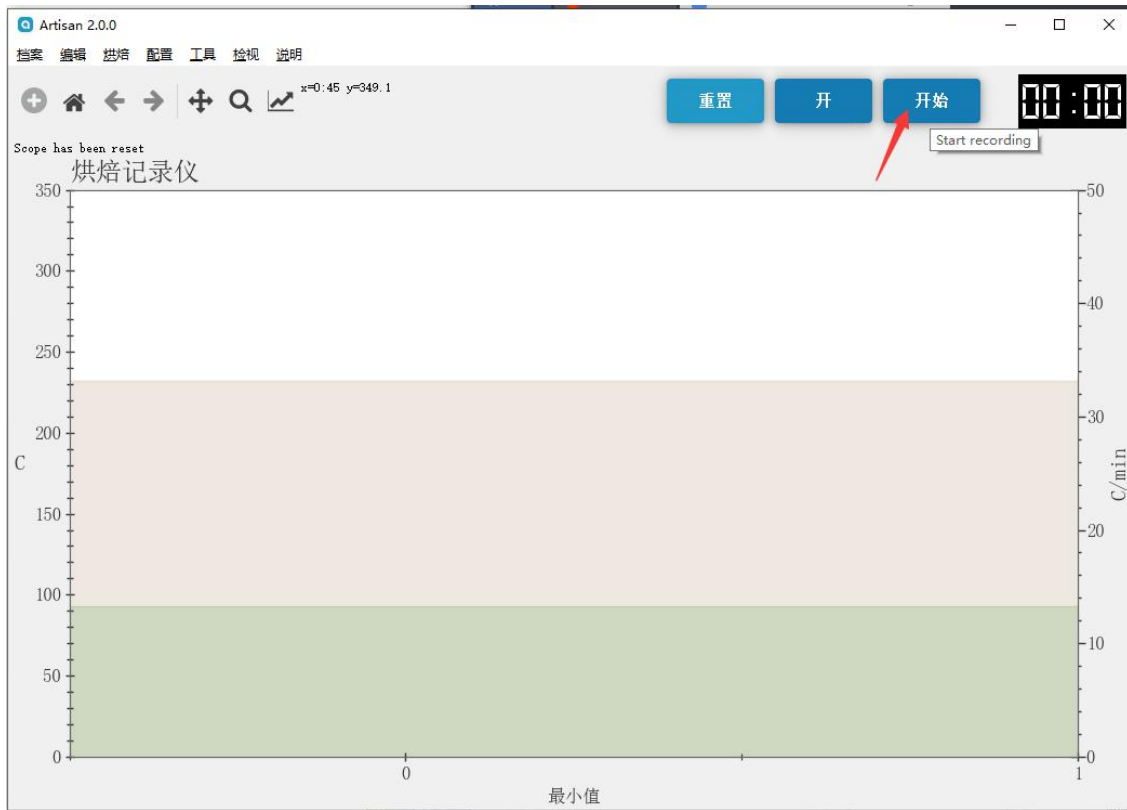 Artisan 2.0.0
档案 编辑 烘焙 配置 工具 检视 说明
x=0:45 y=349.1
重置 开 开始 00:00
Start recording
Scope has been reset
烘焙记录仪
350 50
300
40
250
30
200
C C/min
150
20
100
10
50
0 0
0 1
最小值